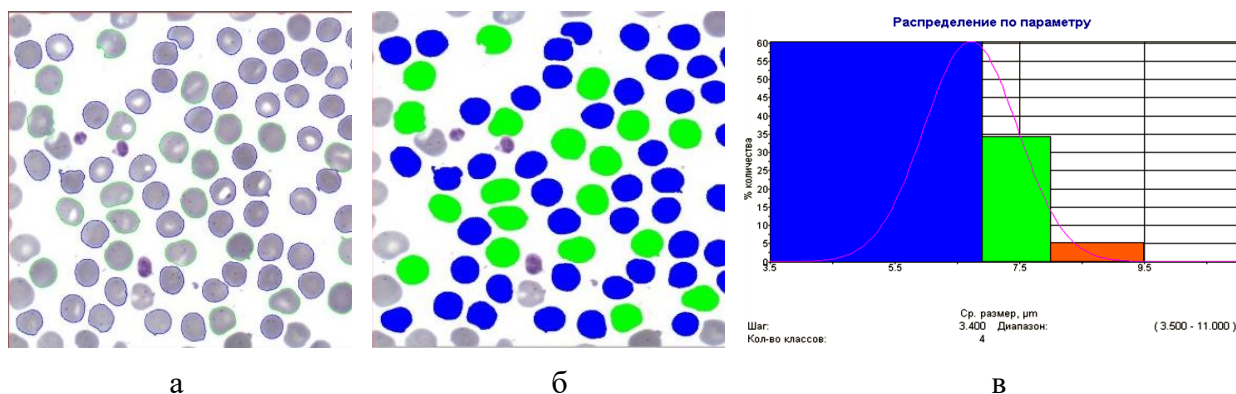 Распределение по параметру
% количества
60
55
50
45
40
35
30
25
20
15
10
5
0
3.5 5.5 7.5 9.5
Ср. размер, µm
Шаг: 3.400 Диапазон: ( 3.500 - 11.000 )
Кол-во классов: 4
а б в